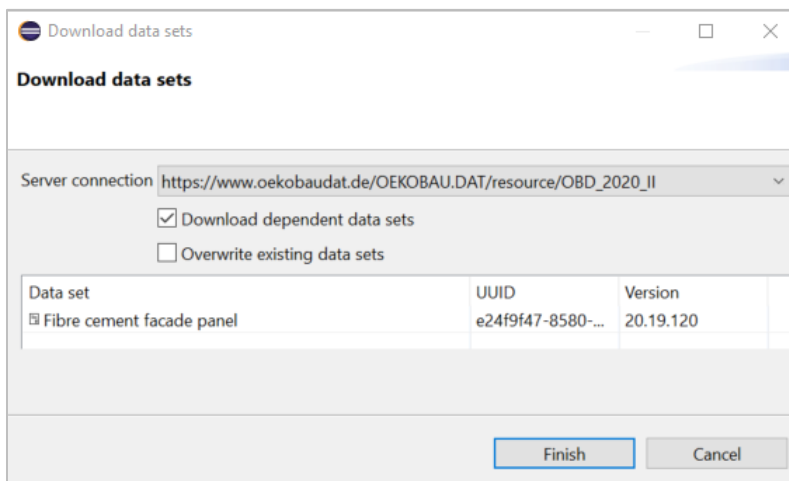 Download data sets
Download data sets
Server connection https://www.oekobaudat.de/OEKOBAU.DAT/resource/OBD_2020_II
Download dependent data sets
Overwrite existing data sets
Data set UUID Version
Fibre cement facade panel e24f9f47-8580-... 20.19.120
Finish Cancel